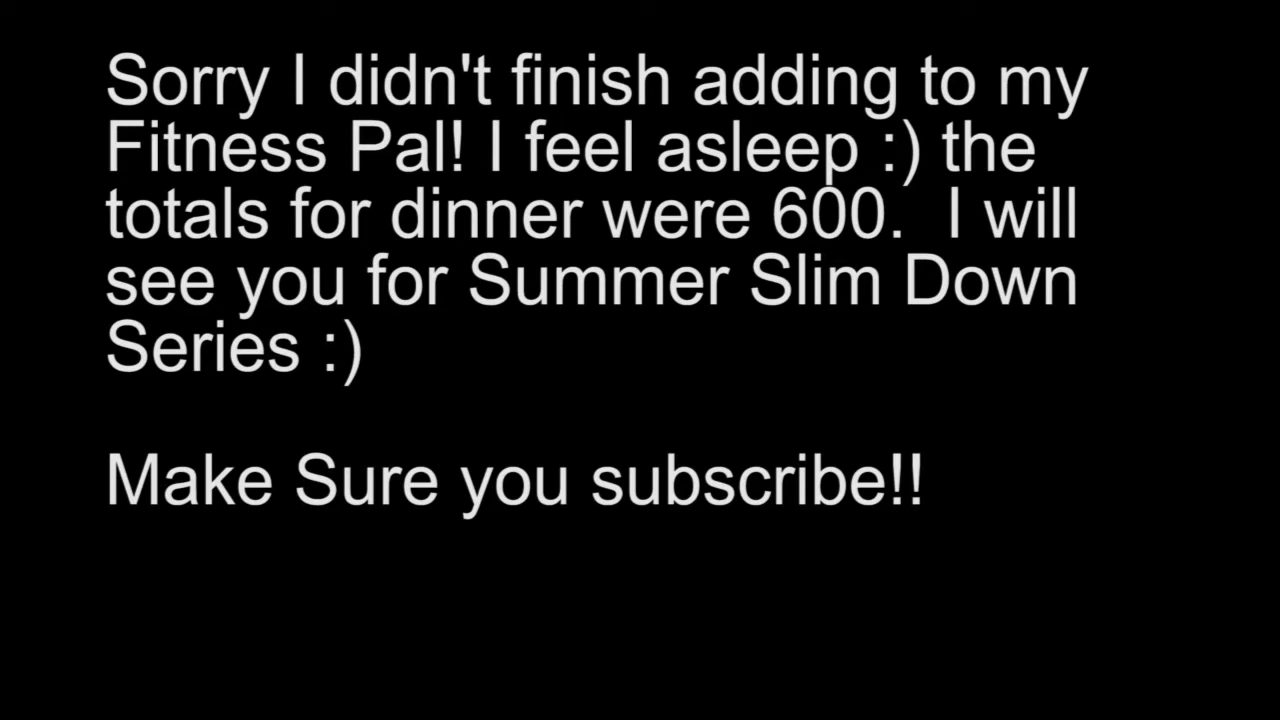 Sorry I didn't finish adding to my
Fitness Pal! I feel asleep :) the
totals for dinner were 600.  I will
see you for Summer Slim Down
Series :)
Make Sure you subscribe!!